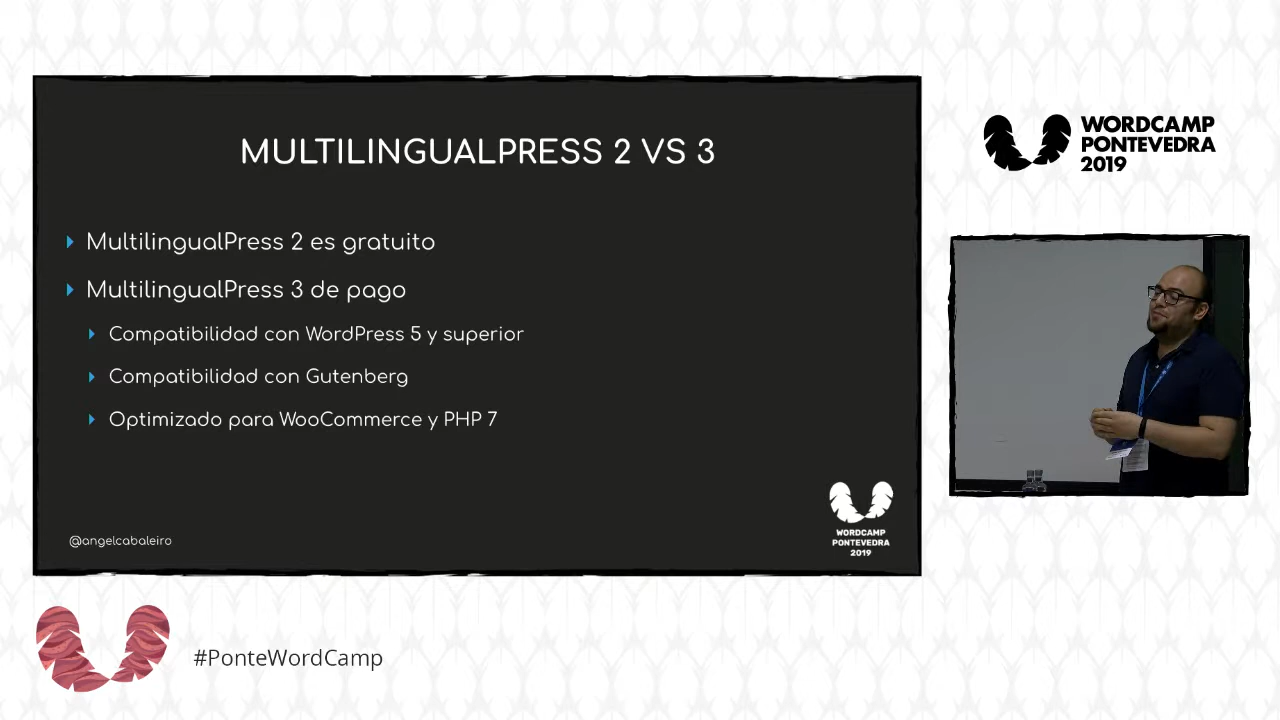 MULTILINGUALPRESS 2 VS 3
MultilingualPress 2 es gratuito
MultilingualPress 3 de pago
Compatibilidad con WordPress 5 y superior
Compatibilidad con Gutenberg
Optimizado para WooCommerce y PHP 7
@angelcabaleiro
WORDCAMP
PONTEVEDRA
2019
WORDCAMP
PONTEVEDRA
2019
#PonteWordCamp